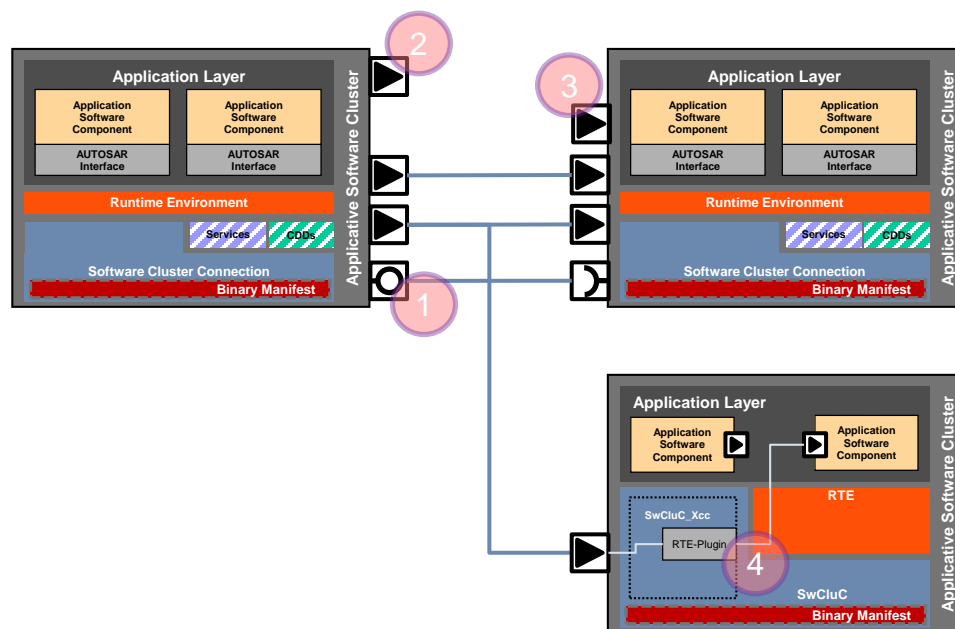 2
Application Layer
Application
Software
Component
Application
Software
Component
AUTOSAR
Interface
AUTOSAR
Interface
Runtime Environment
Services
CDDs
Software Cluster Connection
Binary Manifest
Applicative Software Cluster
1
3
Application Layer
Application
Software
Component
Application
Software
Component
AUTOSAR
Interface
AUTOSAR
Interface
Runtime Environment
Services
CDDs
Software Cluster Connection
Binary Manifest
Applicative Software Cluster
Application Layer
Application
Software
Component
Application
Software
Component
RTE
SwCluC_Xcc
RTE-Plugin
4
SwCluC
Binary Manifest
Applicative Software Cluster